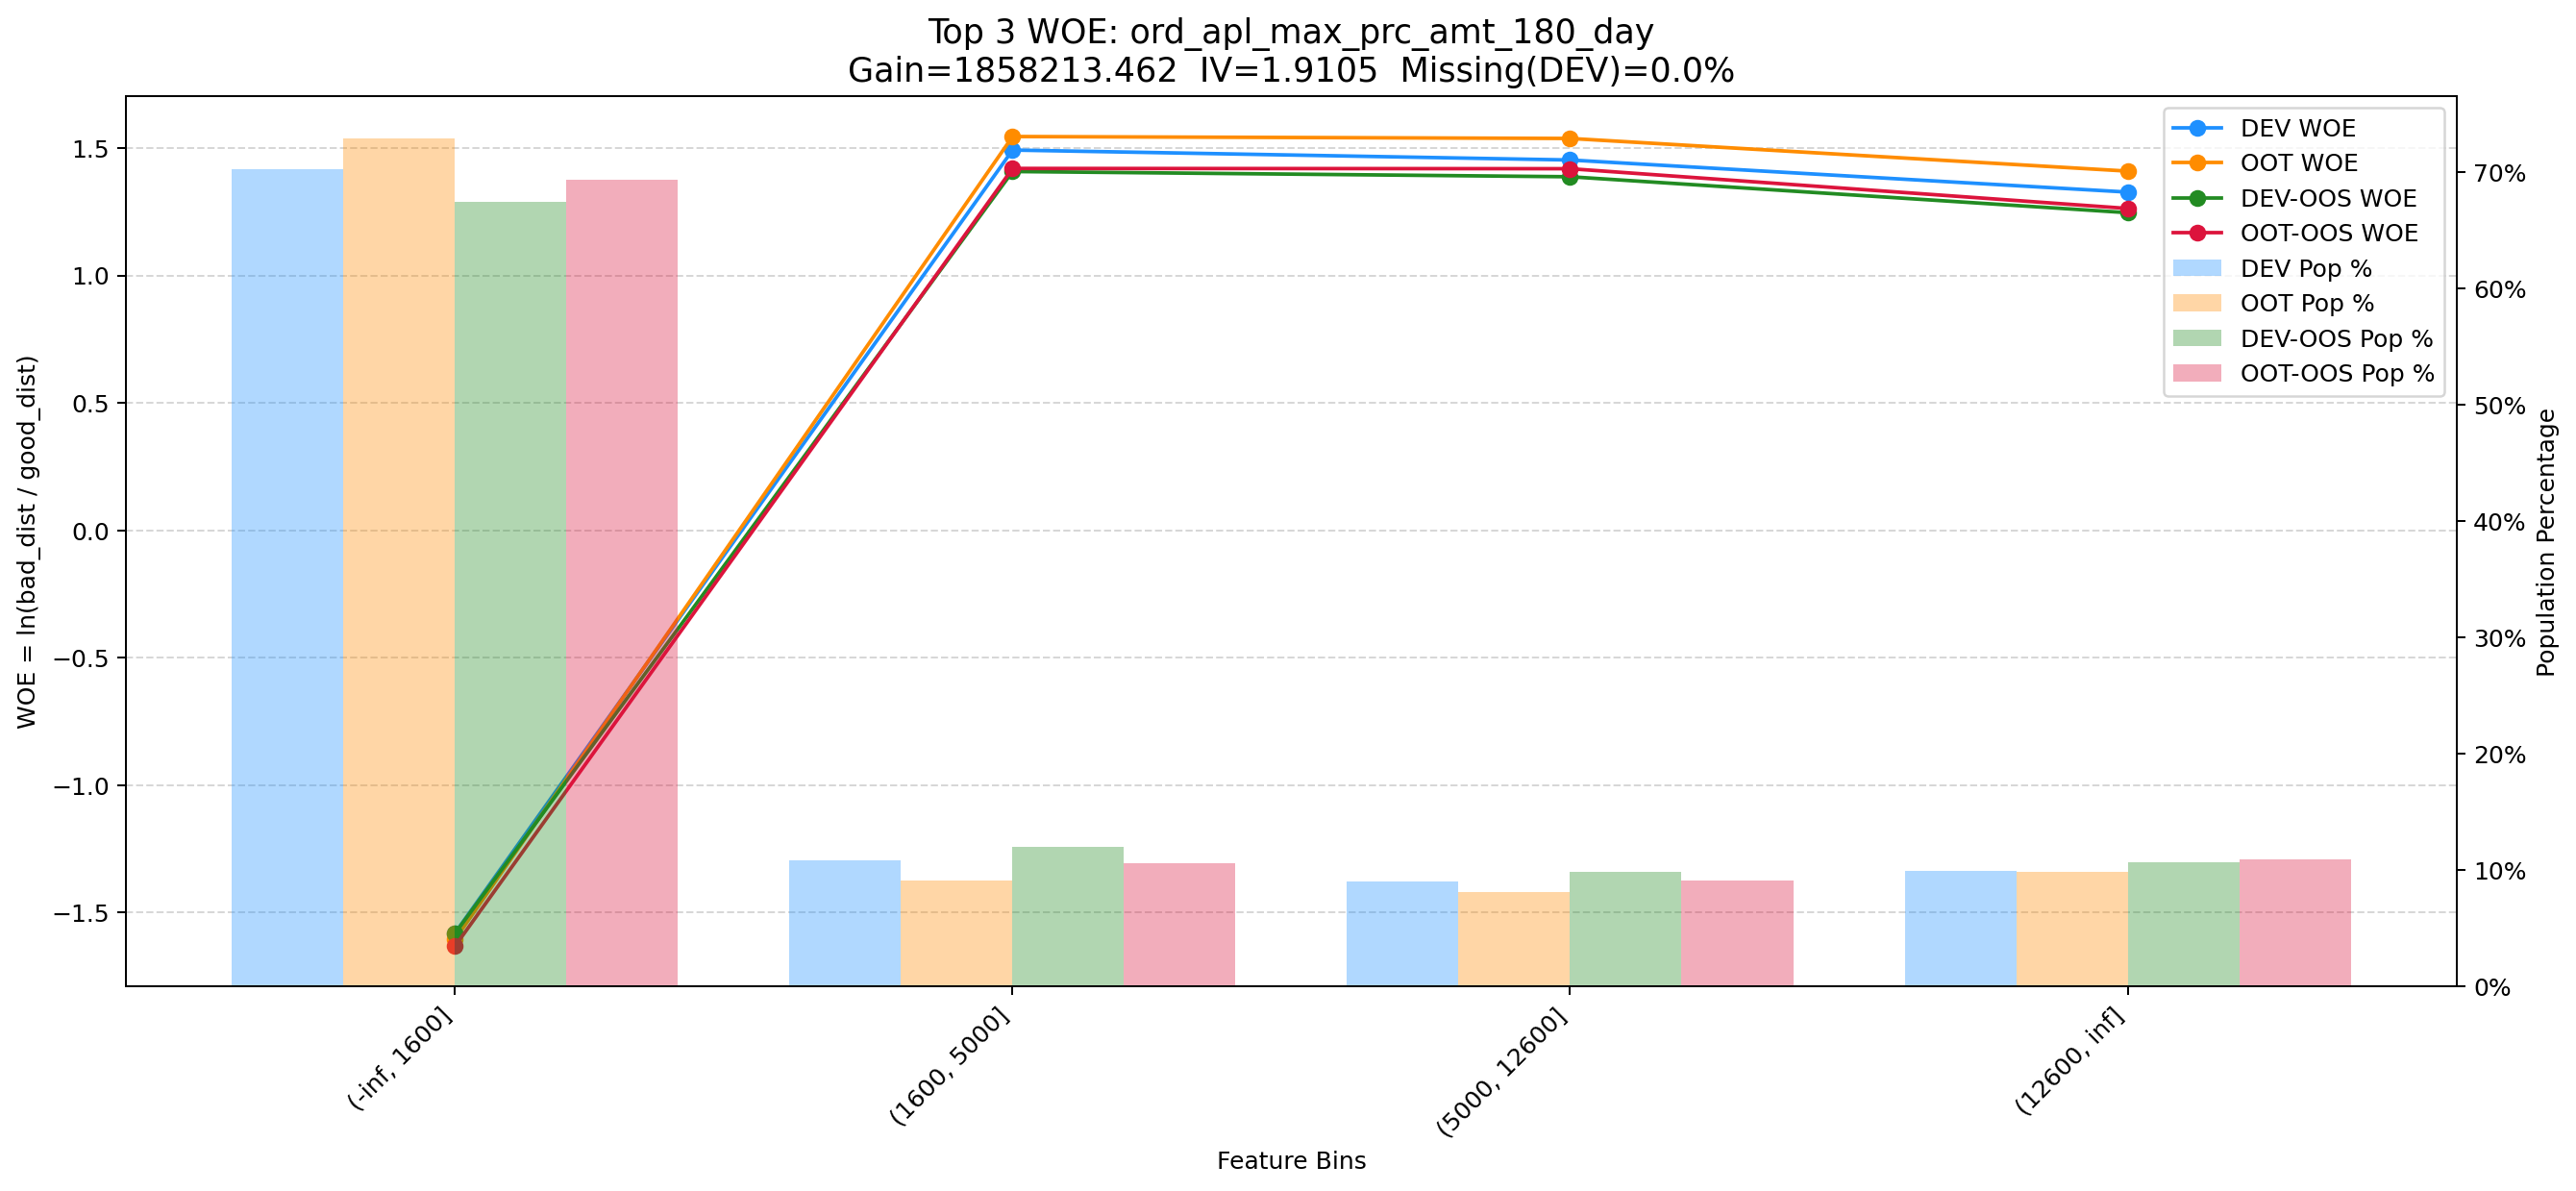 Top 3 WOE: ord_apl_max_prc_amt_180_day
Gain=1858213.462  IV=1.9105  Missing(DEV)=0.0%
WOE = ln(bad_dist / good_dist)
1.5
1.0
0.5
0.0
−0.5
−1.0
−1.5
DEV WOE
OOT WOE
DEV-OOS WOE
OOT-OOS WOE
DEV Pop %
OOT Pop %
DEV-OOS Pop %
OOT-OOS Pop %
70%
60%
50%
40%
30%
20%
10%
0%
Population Percentage
(-inf, 1600]
(1600, 5000]
(5000, 12600]
(12600, inf]
Feature Bins